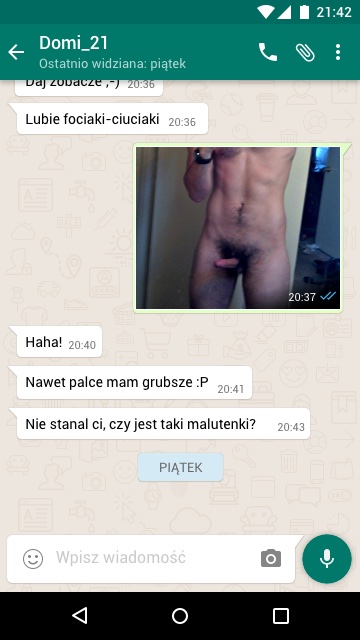 21:42
Domi_21
Ostatnio widziana: piątek
Daj zobacze ;-) 20:36
Lubie fociaki-ciuciaki 20:36
20:37
Haha! 20:40
Nawet palce mam grubsze :P 20:41
Nie stanal ci, czy jest taki malutenki? 20:43
PIĄTEK
Wpisz wiadomość